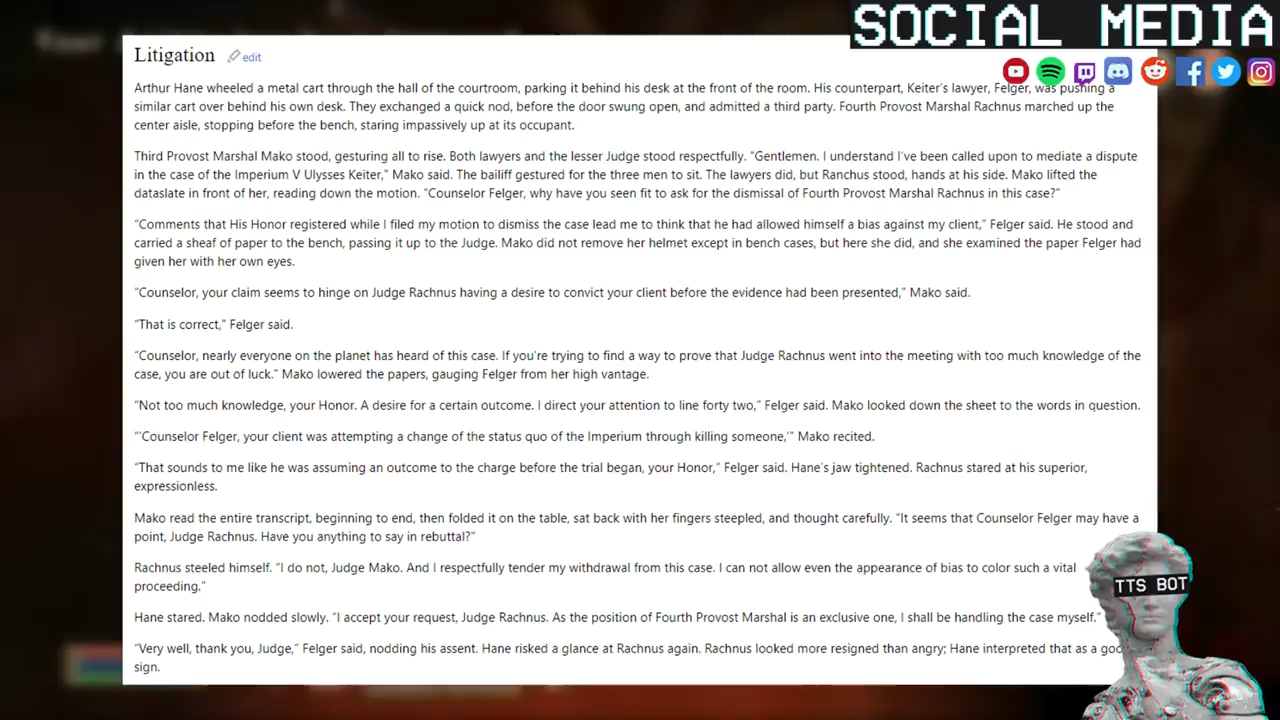 SOCIAL MEDIA
Litigation edit
Arthur Hane wheeled a metal cart through the hall of the courtroom, parking it behind his desk at the front of the room. His counterpart, Keiter's lawyer, Felger, was pushing a
similar cart over behind his own desk. They exchanged a quick nod, before the door swung open, and admitted a third party. Fourth Provost Marshal Rachnus marched up the
center aisle, stopping before the bench, staring impassively up at its occupant.
Third Provost Marshal Mako stood, gesturing all to rise. Both lawyers and the lesser Judge stood respectfully. "Gentlemen. I understand I've been called upon to mediate a dispute
in the case of the Imperium V Ulysses Keiter," Mako said. The bailiff gestured for the three men to sit. The lawyers did, but Ranchus stood, hands at his side. Mako lifted the
dataslate in front of her, reading down the motion. "Counselor Felger, why have you seen fit to ask for the dismissal of Fourth Provost Marshal Rachnus in this case?"
"Comments that His Honor registered while I filed my motion to dismiss the case lead me to think that he had allowed himself a bias against my client," Felger said. He stood and
carried a sheaf of paper to the bench, passing it up to the Judge. Mako did not remove her helmet except in bench cases, but here she did, and she examined the paper Felger had
given her with her own eyes.
"Counselor, your claim seems to hinge on Judge Rachnus having a desire to convict your client before the evidence had been presented," Mako said.
"That is correct," Felger said.
"Counselor, nearly everyone on the planet has heard of this case. If you're trying to find a way to prove that Judge Rachnus went into the meeting with too much knowledge of the
case, you are out of luck." Mako lowered the papers, gauging Felger from her high vantage.
"Not too much knowledge, your Honor. A desire for a certain outcome. I direct your attention to line forty two," Felger said. Mako looked down the sheet to the words in question.
"'Counselor Felger, your client was attempting a change of the status quo of the Imperium through killing someone,'" Mako recited.
"That sounds to me like he was assuming an outcome to the charge before the trial began, your Honor," Felger said. Hane's jaw tightened. Rachnus stared at his superior,
expressionless.
Mako read the entire transcript, beginning to end, then folded it on the table, sat back with her fingers steepled, and thought carefully. "It seems that Counselor Felger may have a
point, Judge Rachnus. Have you anything to say in rebuttal?"
Rachnus steeled himself. "I do not, Judge Mako. And I respectfully tender my withdrawal from this case. I can not allow even the appearance of bias to color such a vital
proceeding."
Hane stared. Mako nodded slowly. "I accept your request, Judge Rachnus. As the position of Fourth Provost Marshal is an exclusive one, I shall be handling the case myself."
"Very well, thank you, Judge," Felger said, nodding his assent. Hane risked a glance at Rachnus again. Rachnus looked more resigned than angry; Hane interpreted that as a goo
sign.
TTS BOT